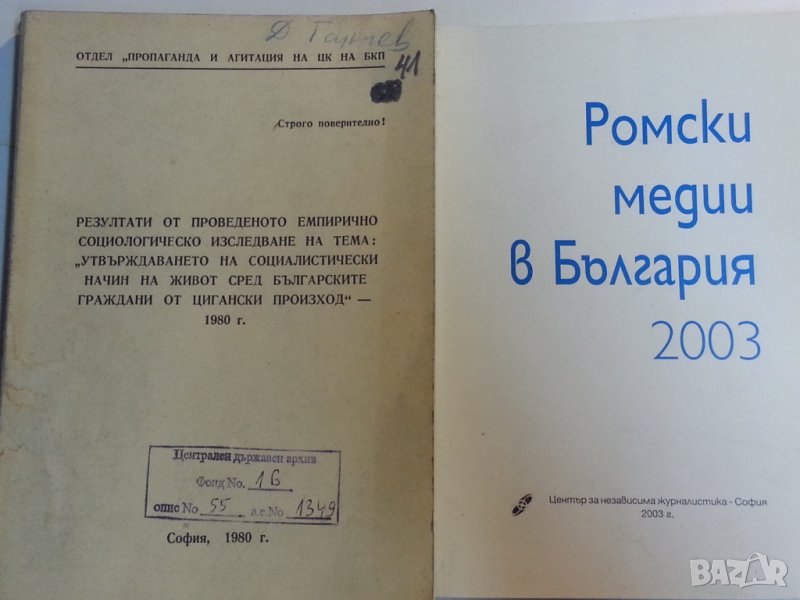 ОТДЕЛ „ПРОПАГАНДА И АГИТАЦИЯ НА ЦК НА БКП
41
Строго поверително!
РЕЗУЛТАТИ ОТ ПРОВЕДЕНОТО ЕМПИРИЧНО
СОЦИОЛОГИЧЕСКО ИЗСЛЕДВАНЕ НА ТЕМА:
„УТВЪРЖДАВАНЕТО НА СОЦИАЛИСТИЧЕСКИ
НАЧИН НА ЖИВОТ СРЕД БЪЛГАРСКИТЕ
ГРАЖДАНИ ОТ ЦИГАНСКИ ПРОИЗХОД“ —
1980 г.
Централен държавен архив
Фонд No. 1б
опис No 55 а.е.No 1349
София, 1980 г.
Ромски
медии
в България
2003
Център за независима журналистика - София
2003 г.
BAZAR